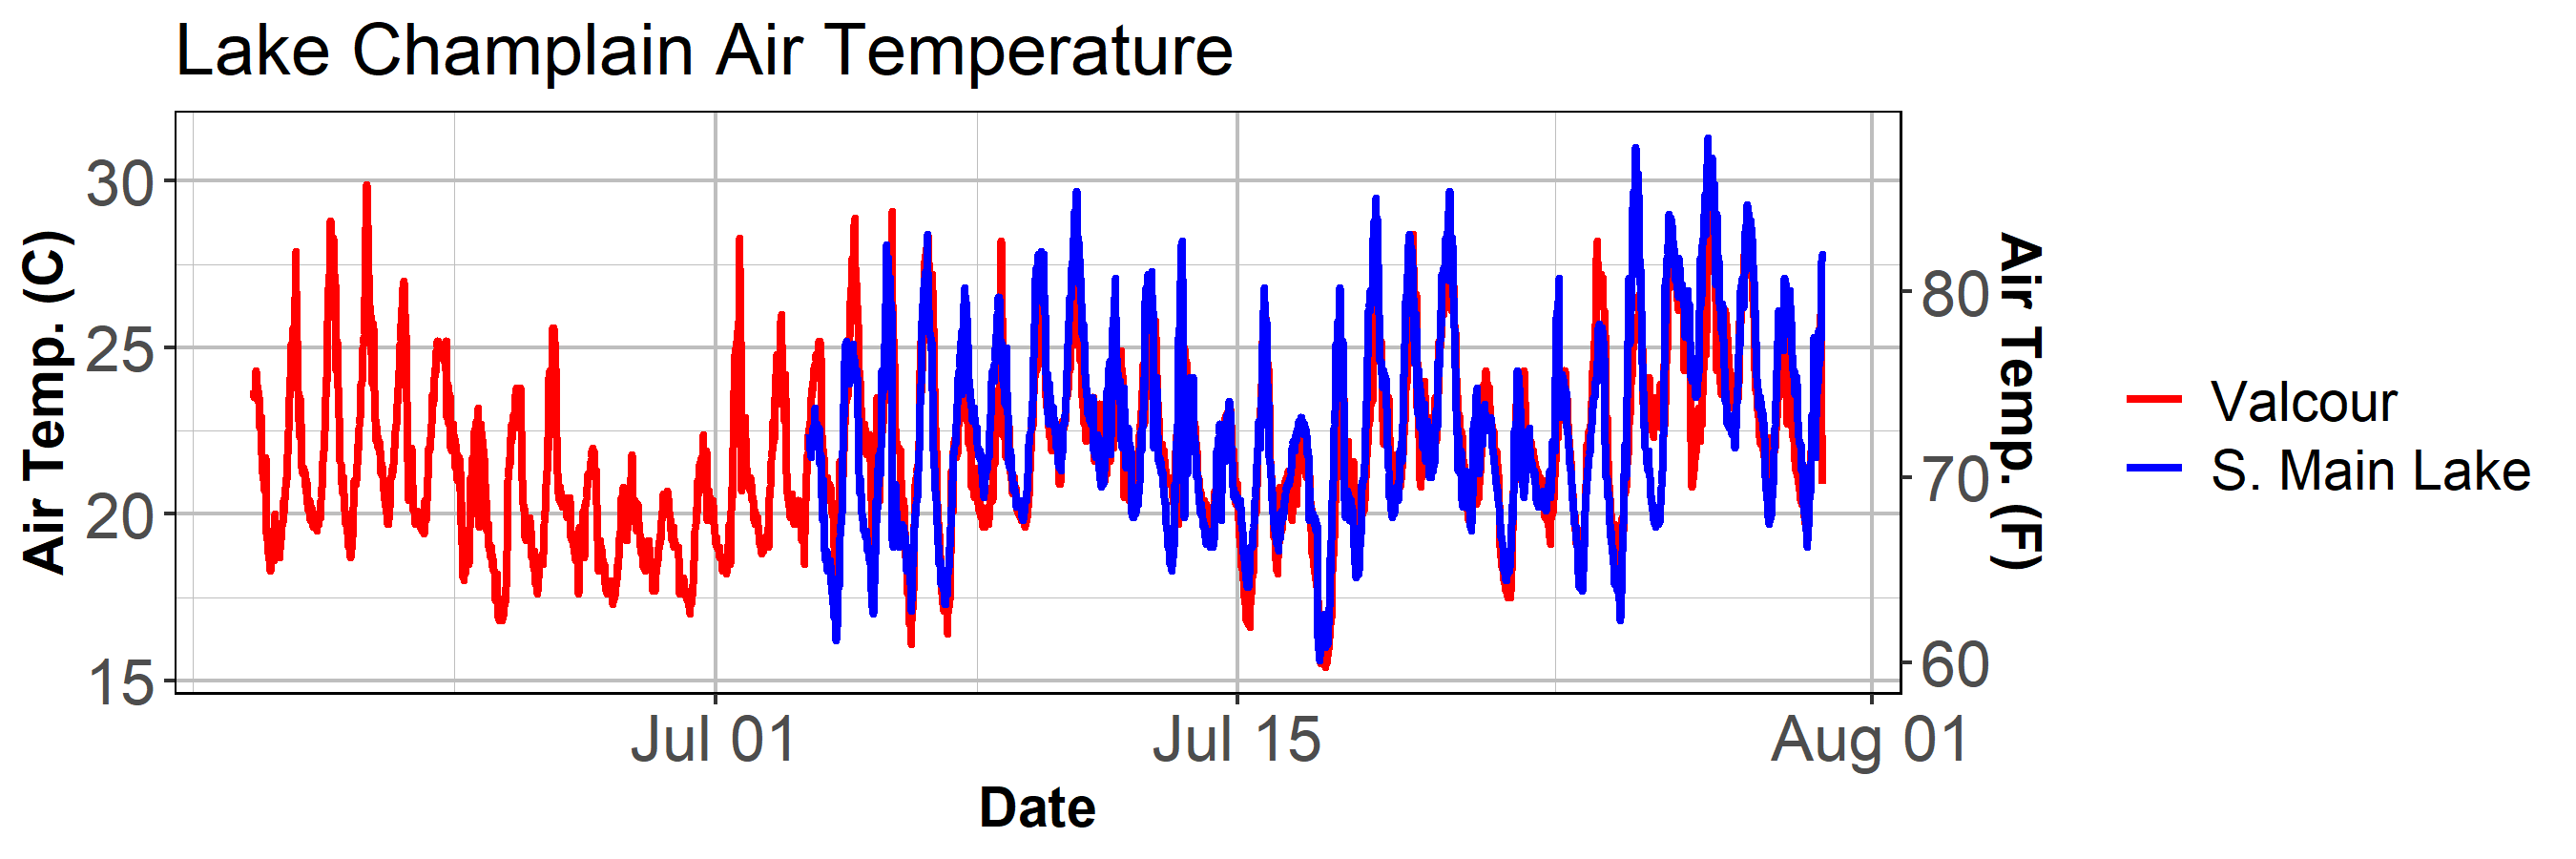 Lake Champlain Air Temperature
Air Temp. (C)
30
25
20
15
Air Temp. (F)
80
70
60
Jul 01
Jul 15
Aug 01
Date
Valcour
S. Main Lake